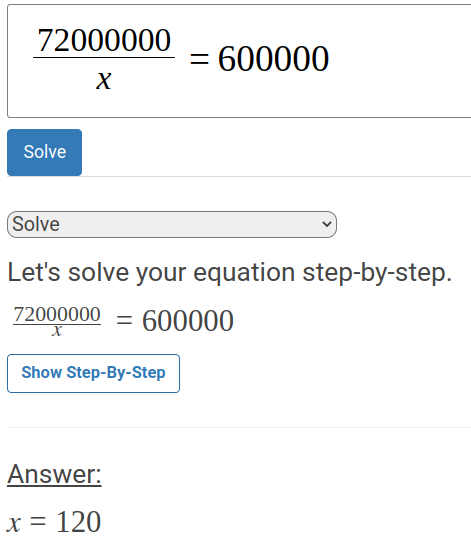 72000000
x
= 600000
Solve
Solve
Let's solve your equation step-by-step.
72000000
x
= 600000
Show Step-By-Step
Answer:
x = 120